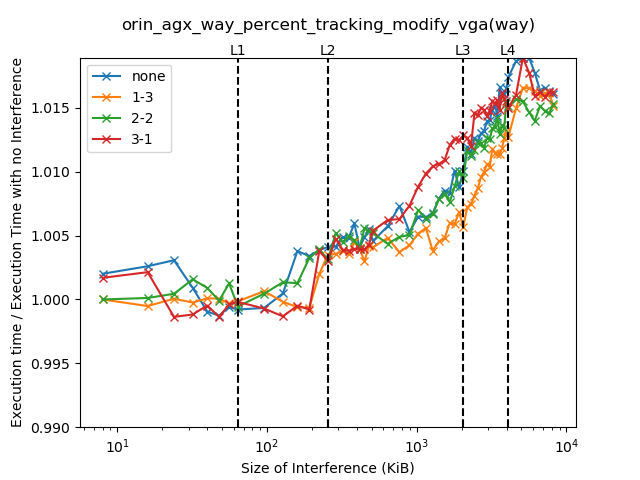 orin_agx_way_percent_tracking_modify_vga(way)
L1 L2 L3 L4
none
1-3
2-2
3-1
Execution time / Execution Time with no Interference
1.015
1.010
1.005
1.000
0.995
0.990
10¹ 10² 10³ 10⁴
Size of Interference (KiB)